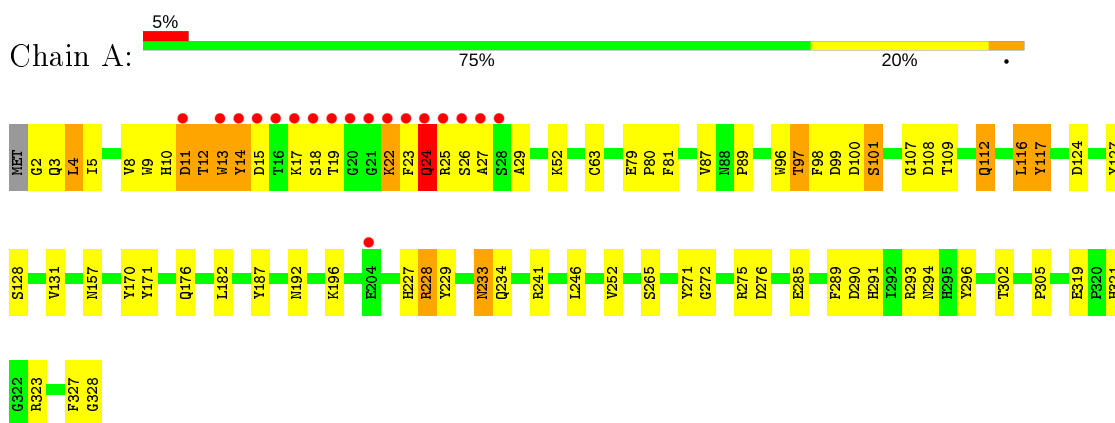 5%
Chain A:
75% 20% •
MET G2 Q3 L4 I5 V8 W9 H10 D11 T12 W13 Y14 D15 T16 K17 S18 T19 G20 G21 K22 F23 Q24 R25 S26 A27 S28 A29 K52 C63 E79 P80 F81 V87 N88 P89 W96 T97 F98 D99 D100 S101 G107 D108 T109 Q112 L116 Y117 D124 Y127
S128 V131 N157 Y170 Y171 Q176 L182 Y187 N192 K196 E204 H227 R228 Y229 N233 Q234 R241 L246 V252 S265 Y271 G272 R275 D276 E285 F289 D290 H291 I292 R293 N294 H295 Y296 T302 P305 E319 P320 H321
G322 R323 F327 G328